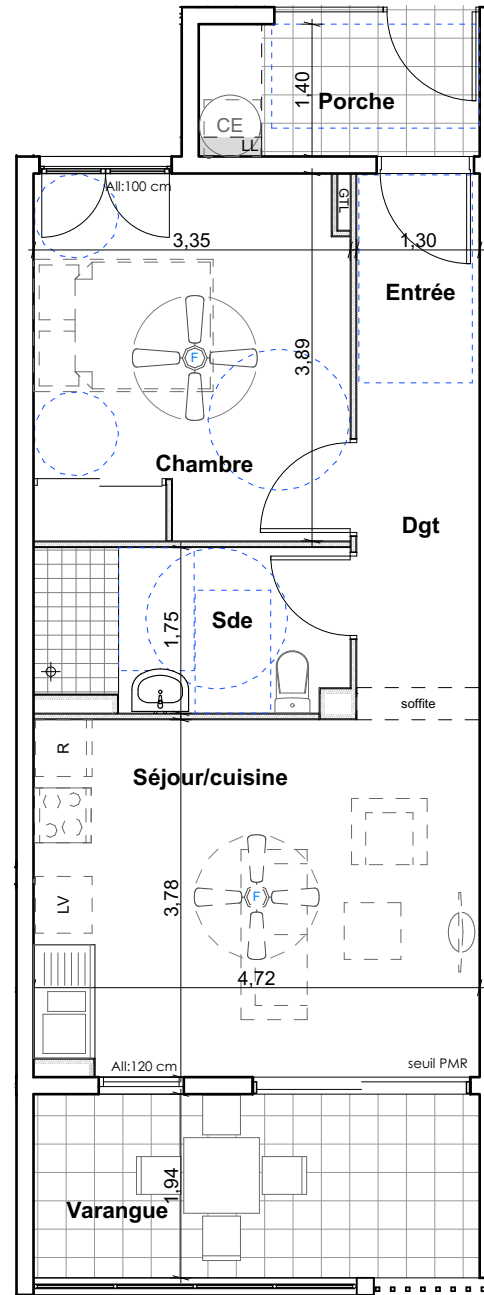 1,40
Porche
CE
LL
All:100 cm
GTL
3,35
1,30
Entrée
F
3,89
Chambre
Dgt
1,75
Sde
soffite
R
Séjour/cuisine
LV
3,78
F
4,72
All:120 cm
seuil PMR
1,94
Varangue